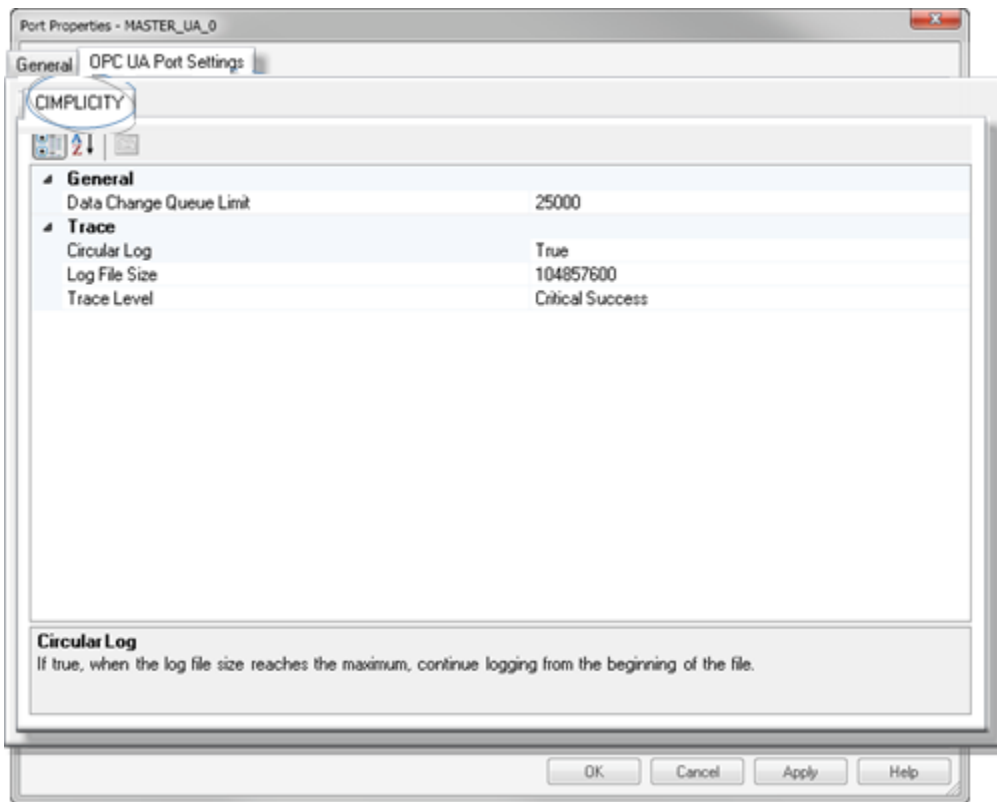 Port Properties - MASTER_UA_0
General OPC UA Port Settings
CIMPLICITY
General
Data Change Queue Limit 25000
Trace
Circular Log True
Log File Size 104857600
Trace Level Critical Success
Circular Log
If true, when the log file size reaches the maximum, continue logging from the beginning of the file.
OK Cancel Apply Help